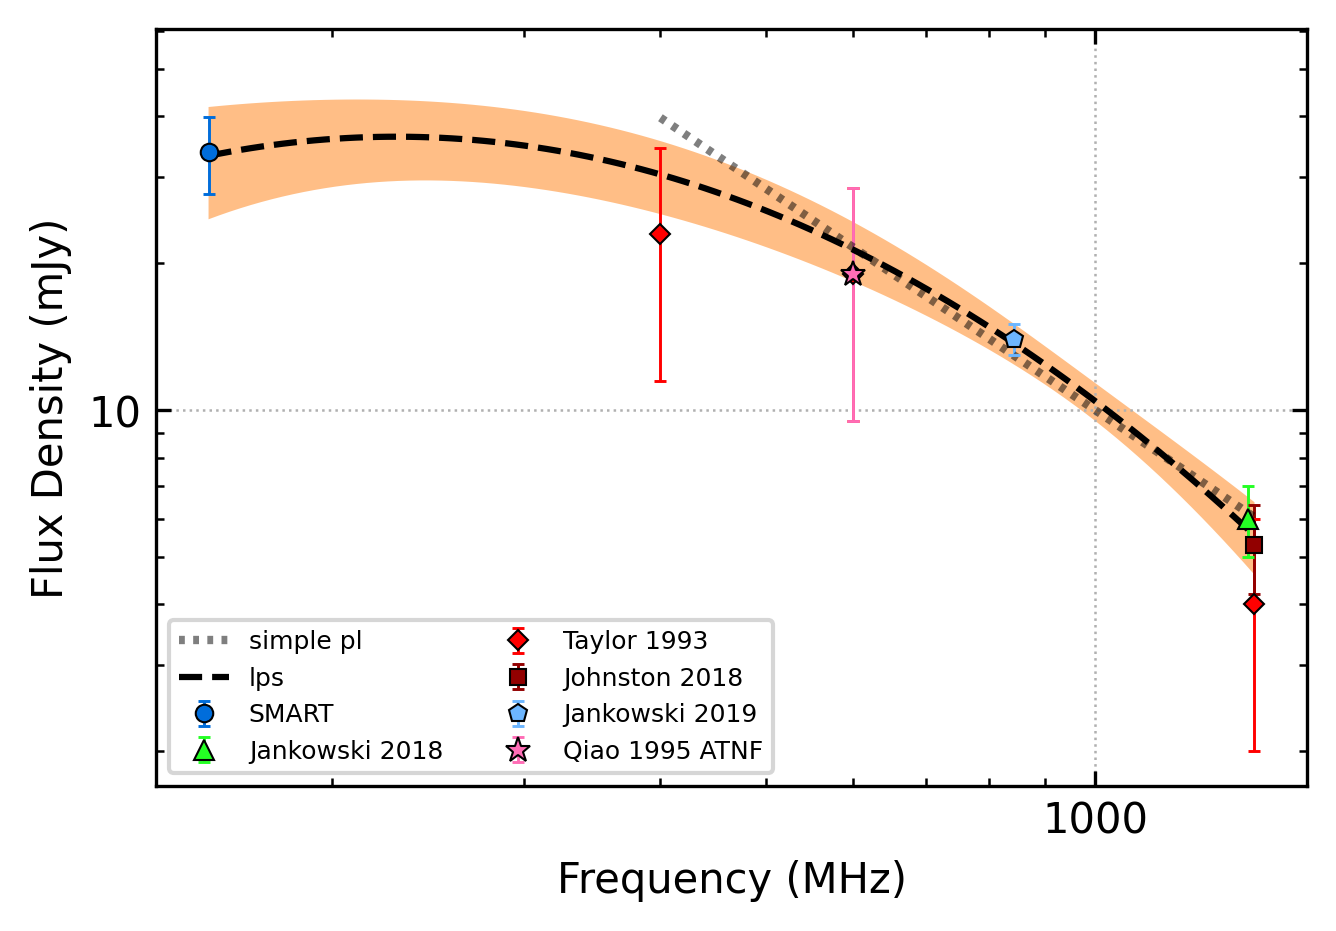 Flux Density (mJy)
10
simple pl
lps
SMART
Jankowski 2018
Taylor 1993
Johnston 2018
Jankowski 2019
Qiao 1995 ATNF
1000
Frequency (MHz)